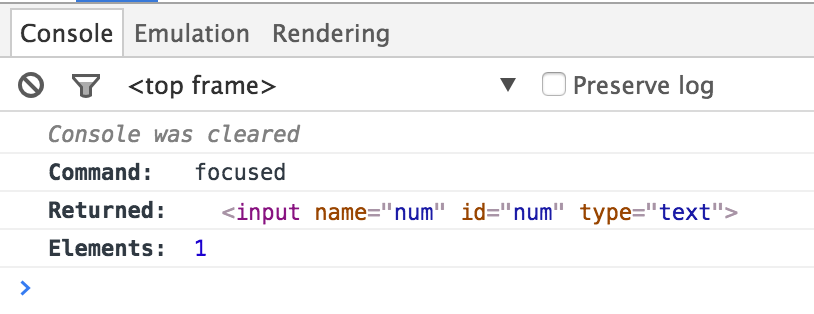 Console Emulation Rendering
<top frame> ▼ Preserve log
Console was cleared
Command: focused
Returned: <input name="num" id="num" type="text">
Elements: 1
>